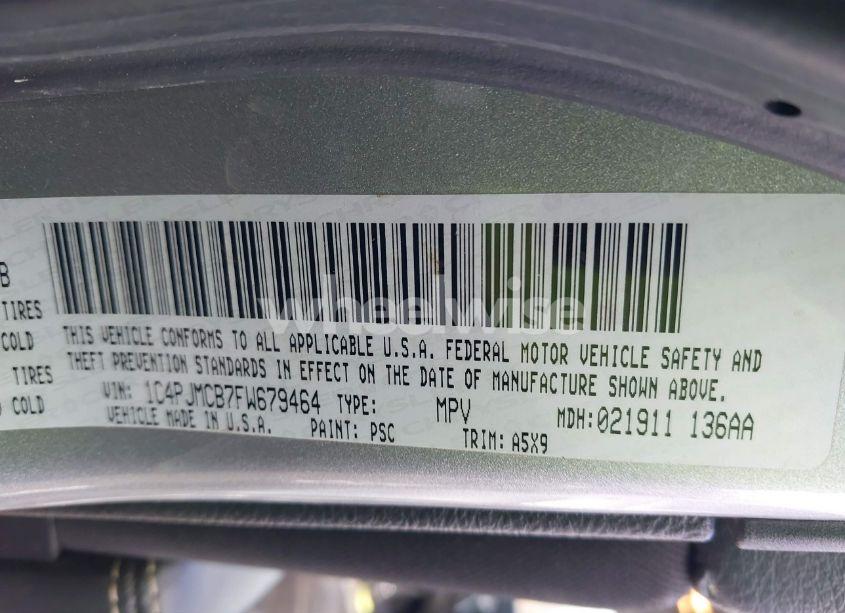 B
TIRES
COLD
TIRES
COLD
wheelwise
THIS VEHICLE CONFORMS TO ALL APPLICABLE U.S.A. FEDERAL MOTOR VEHICLE SAFETY AND
THEFT PREVENTION STANDARDS IN EFFECT ON THE DATE OF MANUFACTURE SHOWN ABOVE.
VIN: 1C4PJMCB7FW679464 TYPE: MPV MDH:021911 136AA
VEHICLE MADE IN U.S.A. PAINT: PSC TRIM: A5X9